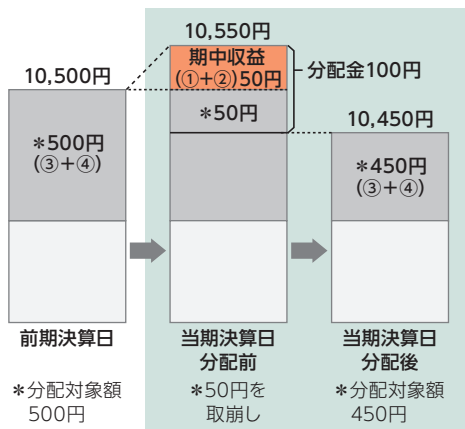 10,500円
＊500円
(③＋④)
前期決算日
＊分配対象額
500円
10,550円
期中収益
(①＋②)50円
＊50円
分配金100円
当期決算日
分配前
＊50円を
取崩し
10,450円
＊450円
(③＋④)
当期決算日
分配後
＊分配対象額
450円